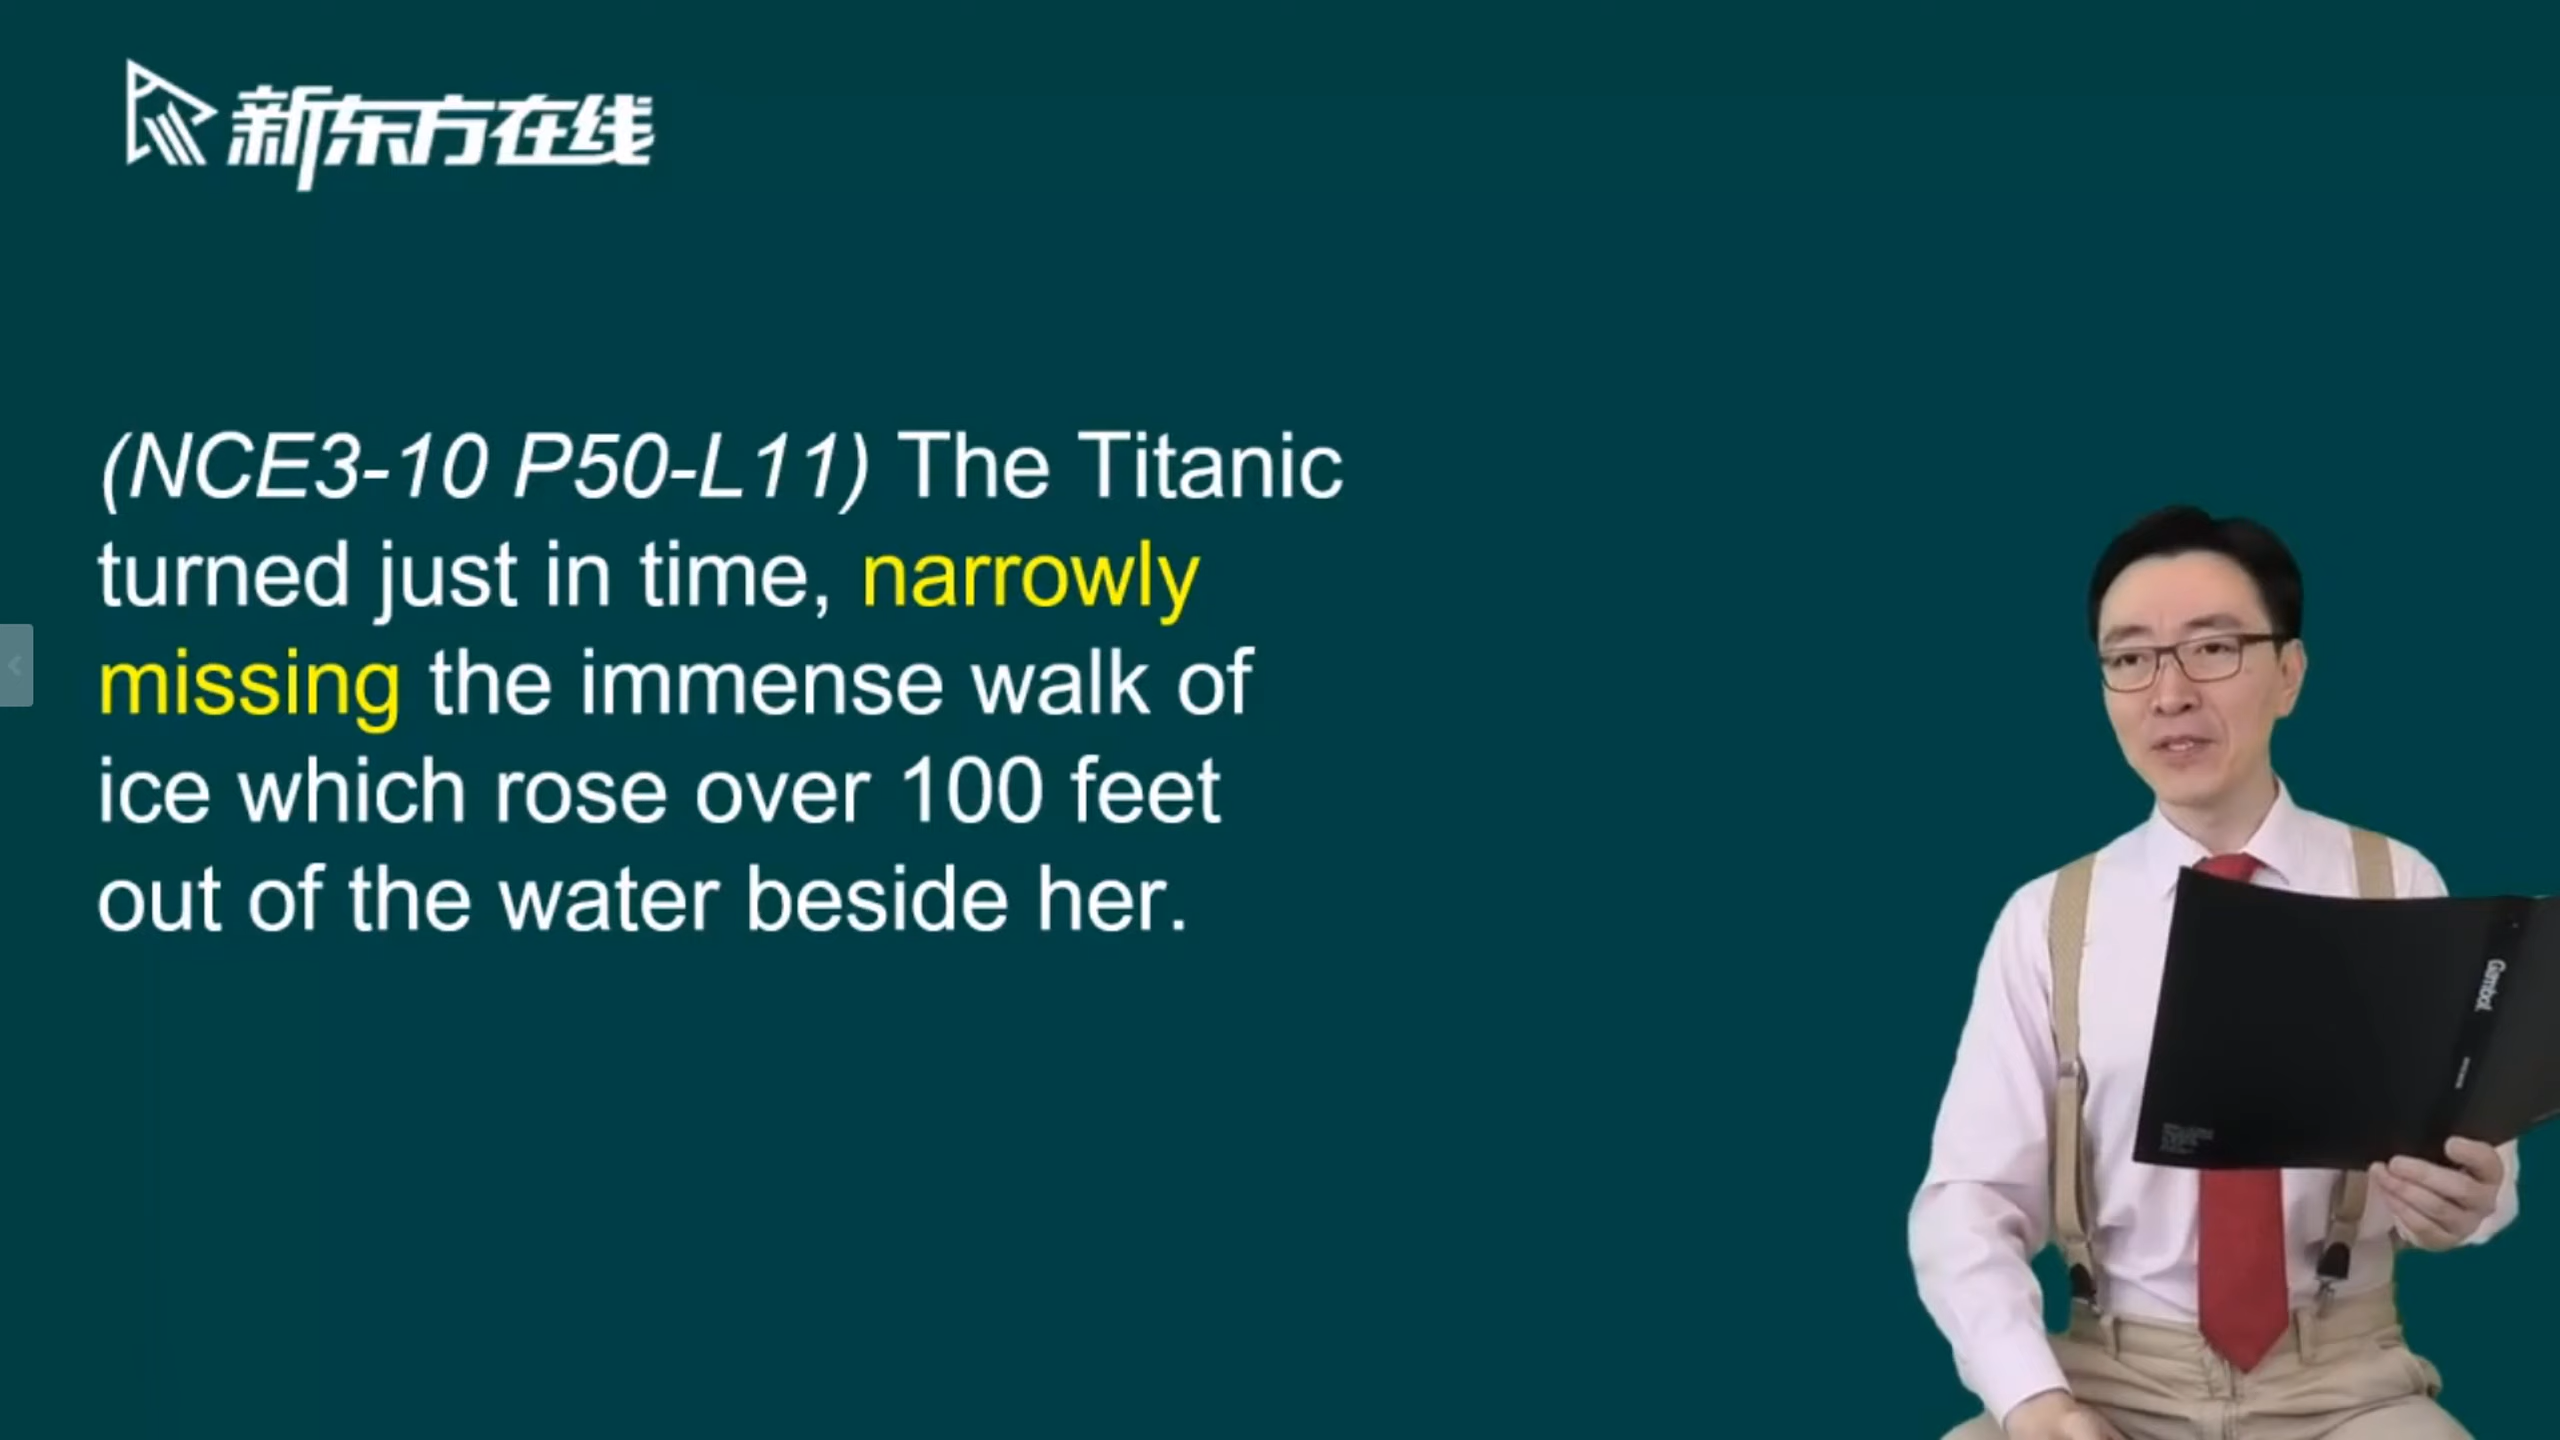 新东方在线
(NCE3-10 P50-L11) The Titanic
turned just in time, narrowly
missing the immense walk of
ice which rose over 100 feet
out of the water beside her.
Gambol